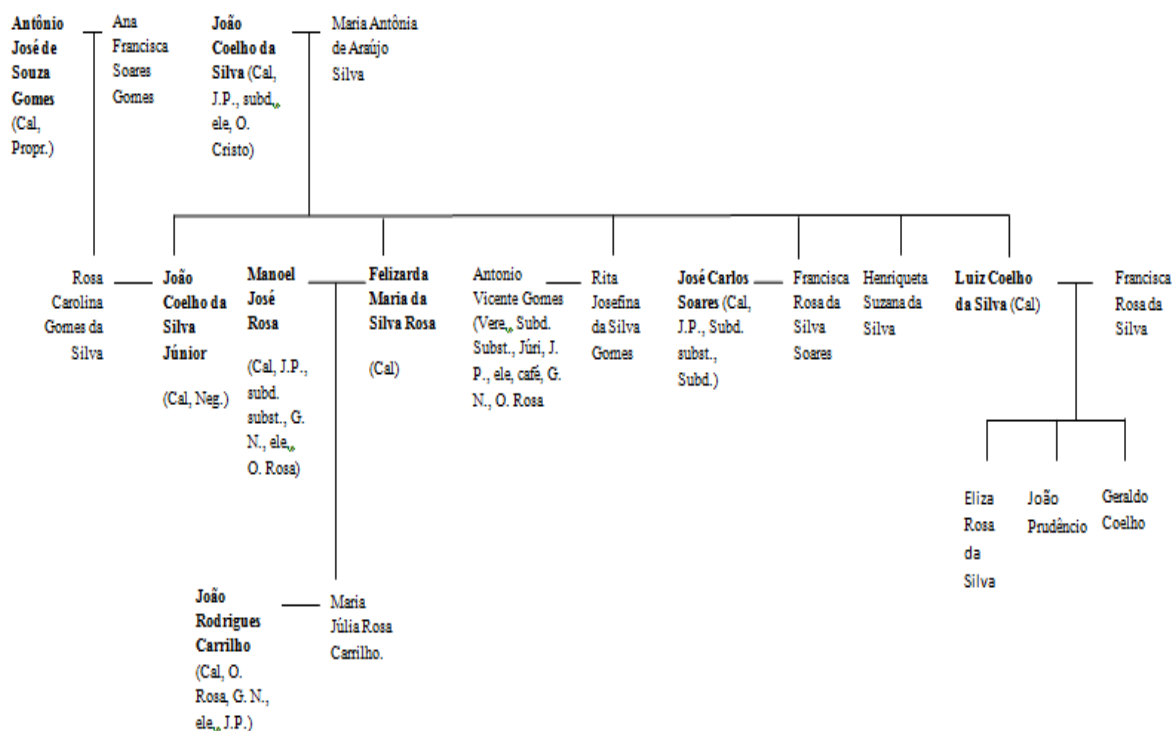 Antônio
José de
Souza
Gomes
(Cal,
Propr.)
Ana
Francisca
Soares
Gomes
João
Coelho da
Silva (Cal,
J.P., subd.,,
ele, O.
Cristo)
Maria Antônia
de Araújo
Silva
Rosa
Carolina
Gomes da
Silva
João
Coelho da
Silva
Júnior
(Cal, Neg.)
Manoel
José
Rosa
(Cal, J.P.,
subd.
subst., G.
N., ele.,,
O. Rosa)
Felizarda
Maria da
Silva Rosa
(Cal)
Antonio
Vicente Gomes
(Vere.,, Subd.
Subst., Júri, J.
P., ele, café, G.
N., O. Rosa
Rita
Josefina
da Silva
Gomes
José Carlos
Soares (Cal,
J.P., Subd.
subst.,
Subd.)
Francisca
Rosa da
Silva
Soares
Henriqueta
Suzana da
Silva
Luiz Coelho
da Silva (Cal)
Francisca
Rosa da
Silva
Eliza
Rosa
da
Silva
João
Prudêncio
Geraldo
Coelho
João
Rodrigues
Carrilho
(Cal, O.
Rosa, G. N.,
ele.,, J.P.)
Maria
Júlia Rosa
Carrilho.